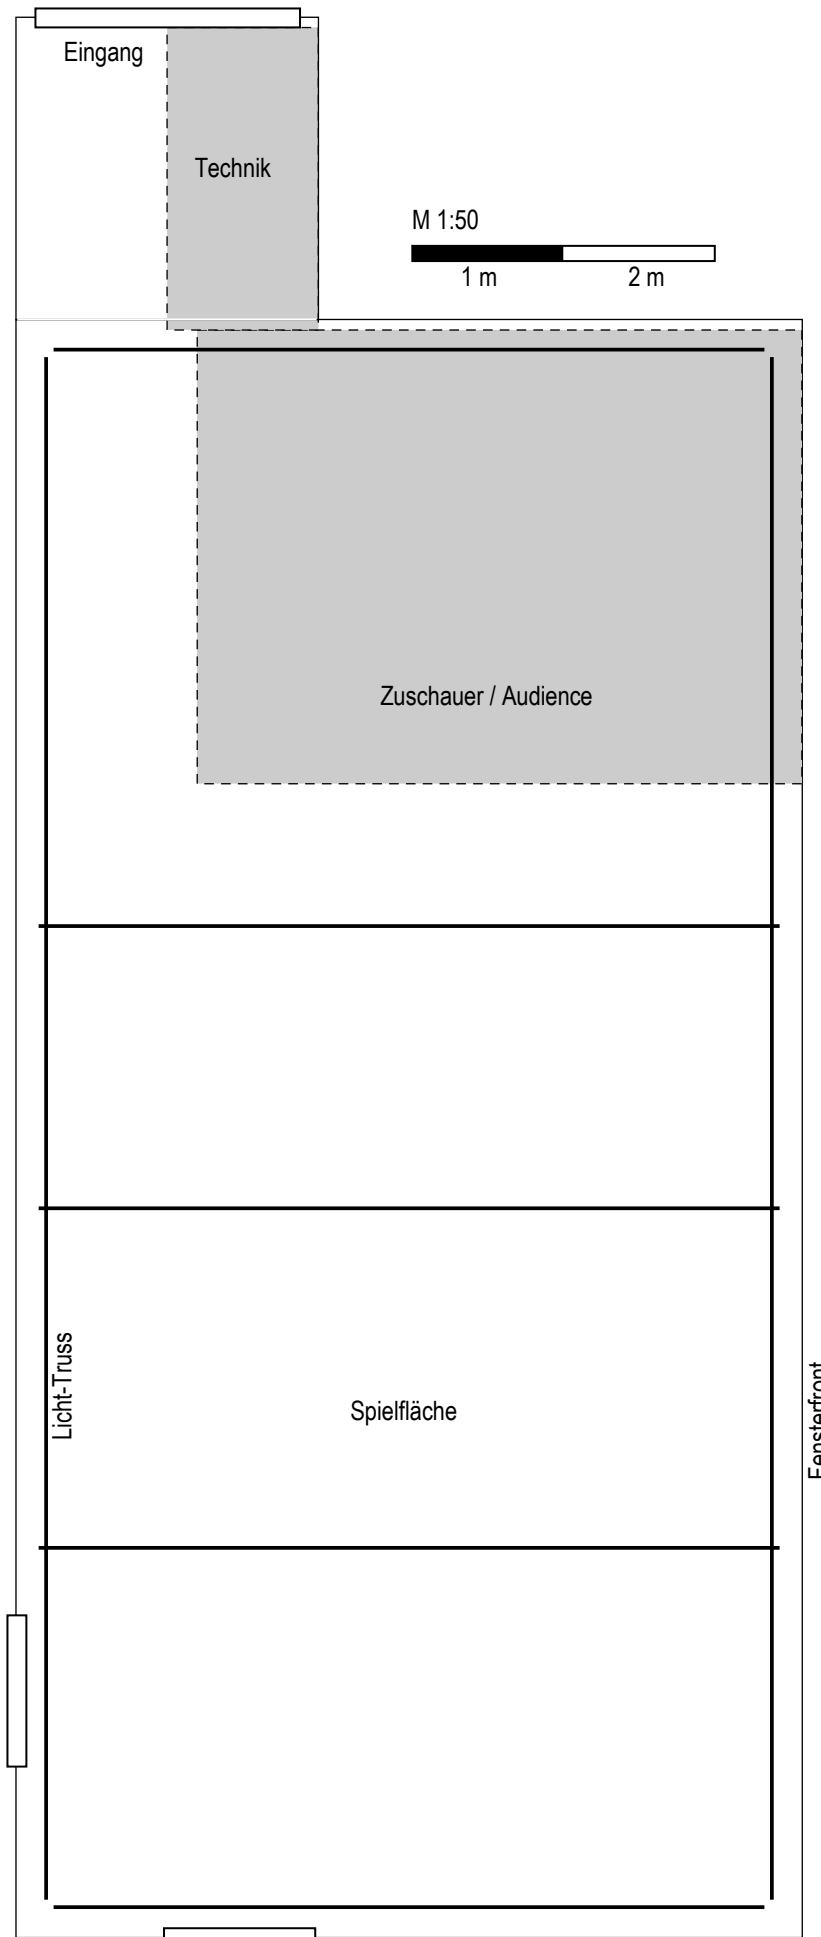 Eingang
Technik
M 1:50
1 m
2 m
Zuschauer / Audience
Licht-Truss
Spielfläche
Fensterfront